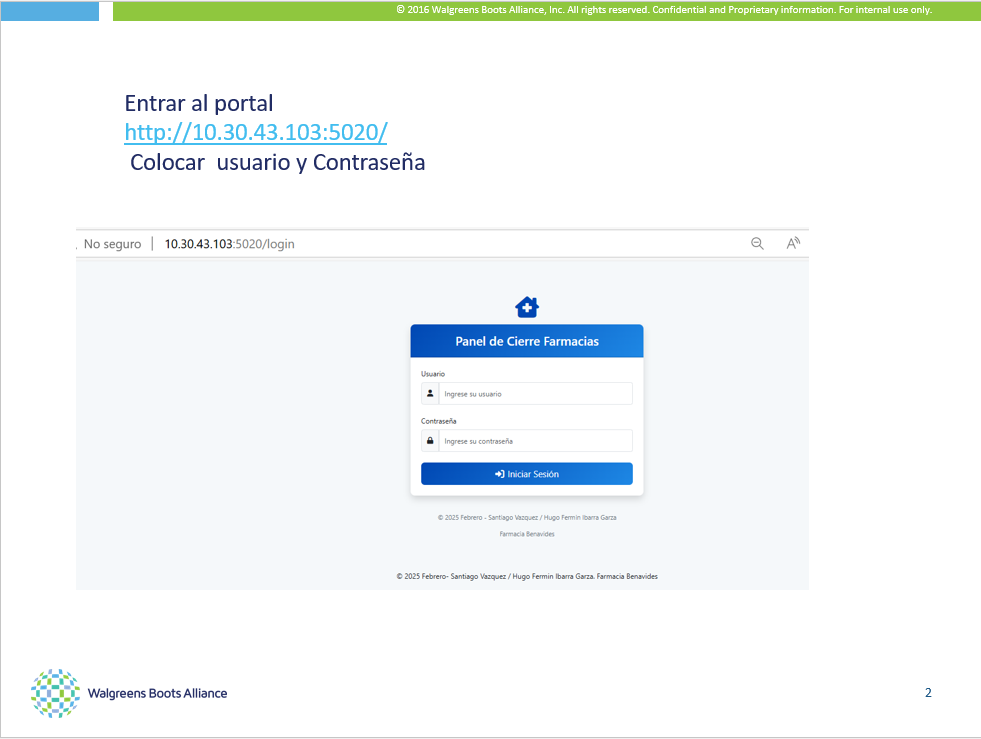 © 2016 Walgreens Boots Alliance, Inc. All rights reserved. Confidential and Proprietary information. For internal use only.
Entrar al portal
http://10.30.43.103:5020/
Colocar usuario y Contraseña
No seguro | 10.30.43.103:5020/login
Panel de Cierre Farmacias
Usuario
Ingrese su usuario
Contraseña
Ingrese su contraseña
Iniciar Sesión
© 2025 Febrero - Santiago Vazquez / Hugo Fermin Ibarra Garza
Farmacia Benavides
© 2025 Febrero- Santiago Vazquez / Hugo Fermin Ibarra Garza. Farmacia Benavides
Walgreens Boots Alliance
2